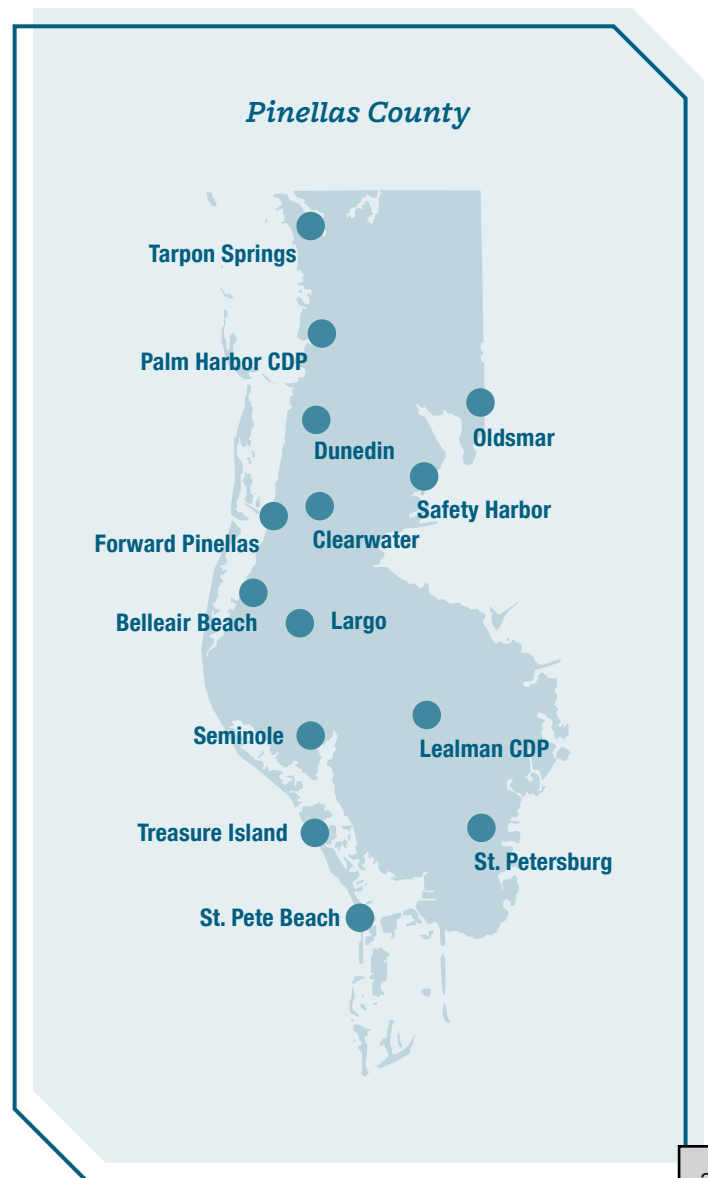 Pinellas County
Tarpon Springs
Palm Harbor CDP
Dunedin
Oldsmar
Safety Harbor
Forward Pinellas
Clearwater
Belleair Beach
Largo
Seminole
Lealman CDP
Treasure Island
St. Petersburg
St. Pete Beach